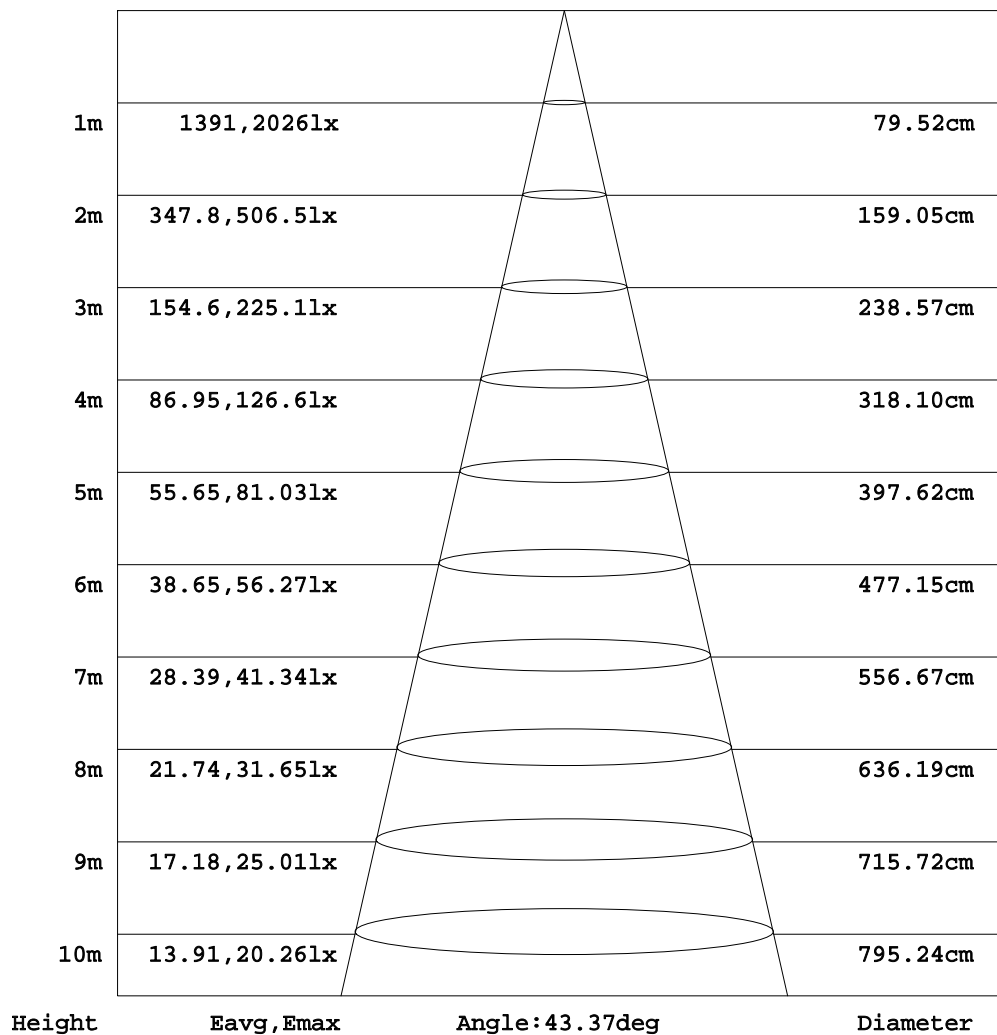 1m 1391,2026lx 79.52cm
2m 347.8,506.5lx 159.05cm
3m 154.6,225.1lx 238.57cm
4m 86.95,126.6lx 318.10cm
5m 55.65,81.03lx 397.62cm
6m 38.65,56.27lx 477.15cm
7m 28.39,41.34lx 556.67cm
8m 21.74,31.65lx 636.19cm
9m 17.18,25.01lx 715.72cm
10m 13.91,20.26lx 795.24cm
Height Eavg,Emax Angle:43.37deg Diameter